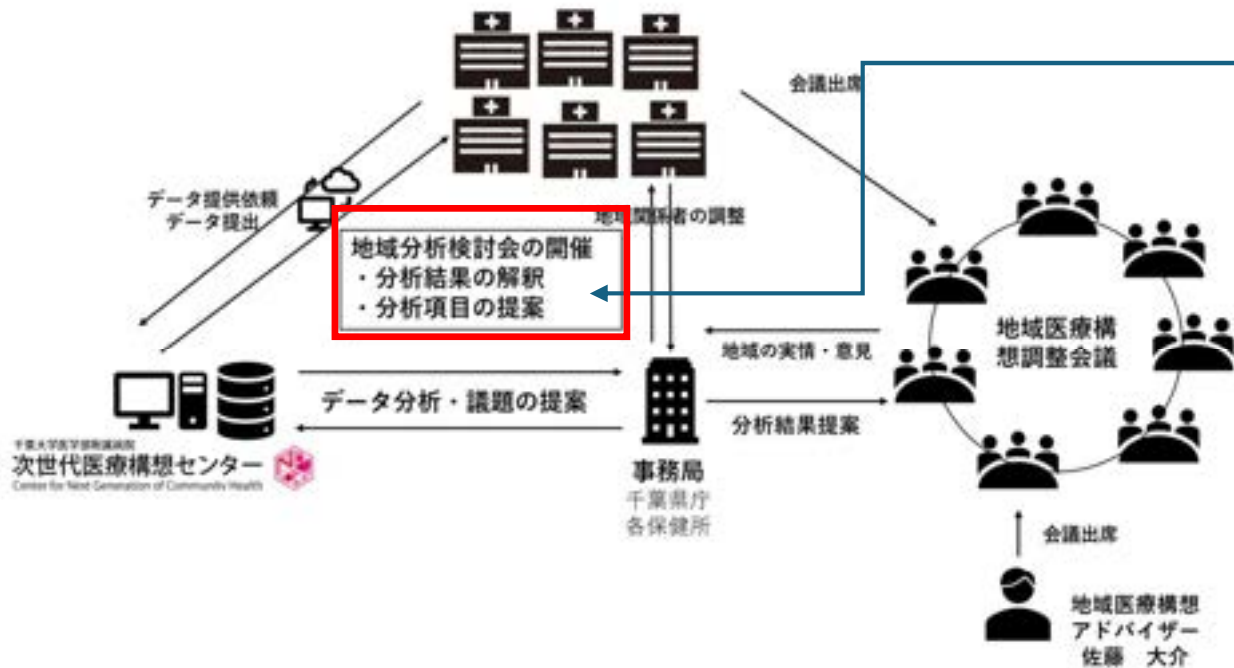 会議出席
データ提供依頼
データ提出
地域関係者の調整
地域分析検討会の開催
・分析結果の解釈
・分析項目の提案
地域の実情・意見
地域医療構
想調整会議
データ分析・議題の提案
分析結果提案
千葉大学医学部附属病院
次世代医療構想センター
Center for Next Generation of Community Health
事務局
千葉県庁
各保健所
会議出席
地域医療構想
アドバイザー
佐藤 大介